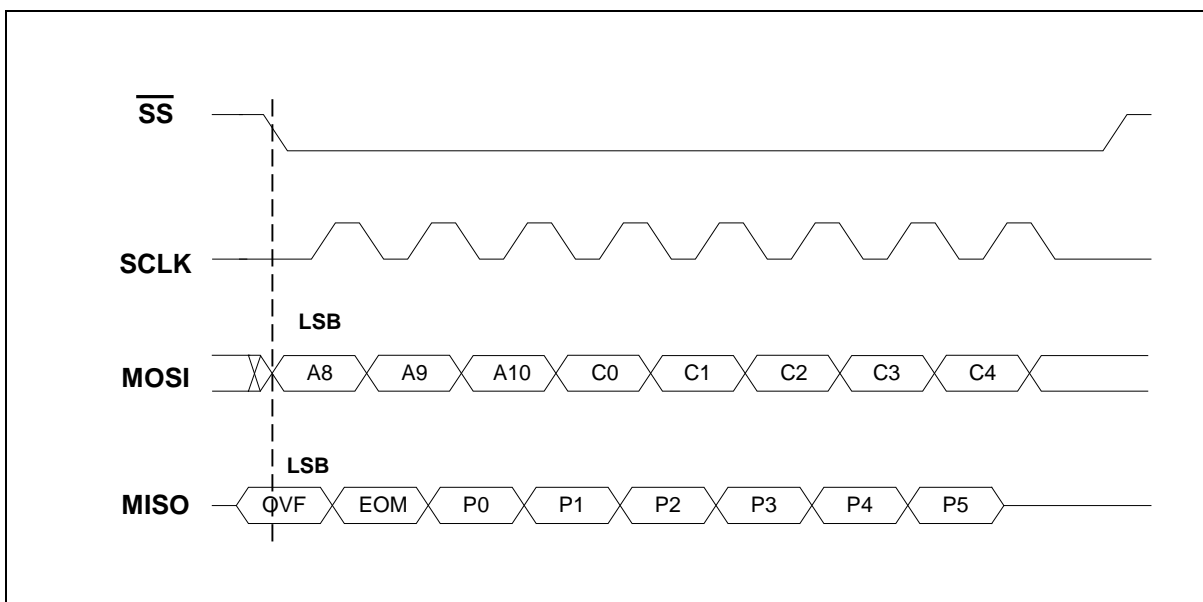 SS
SCLK
LSB
MOSI A8 A9 A10 C0 C1 C2 C3 C4
LSB
MISO OVF EOM P0 P1 P2 P3 P4 P5